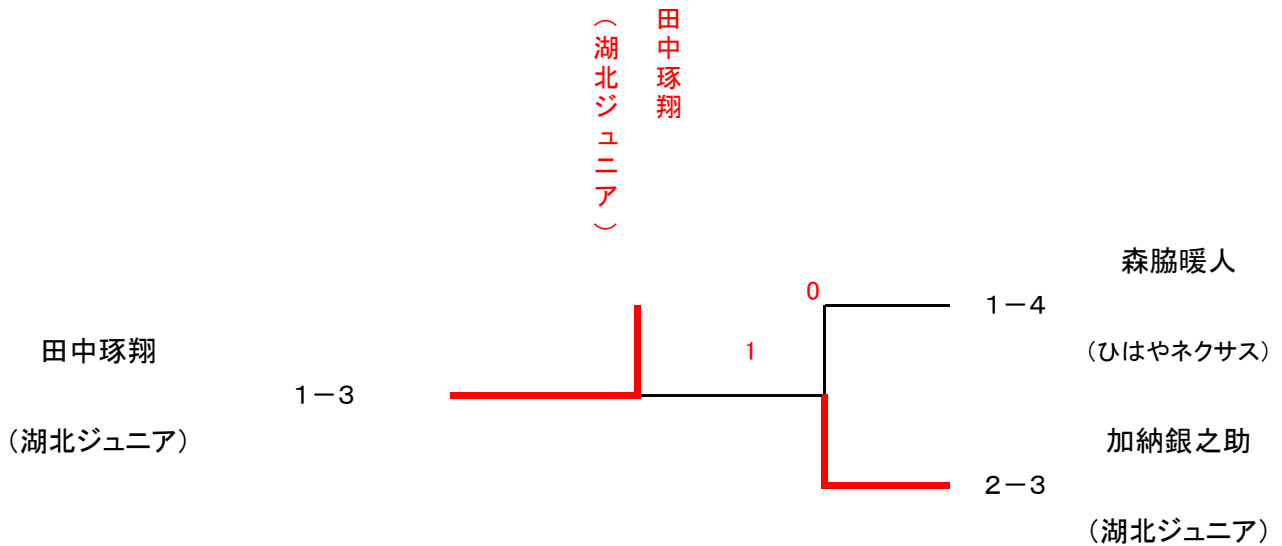 田中琢翔
（湖北ジュニア）
森脇暖人
0
1－4
田中琢翔
1
（ひはやネクサス）
1－3
（湖北ジュニア）
加納銀之助
2－3
（湖北ジュニア）